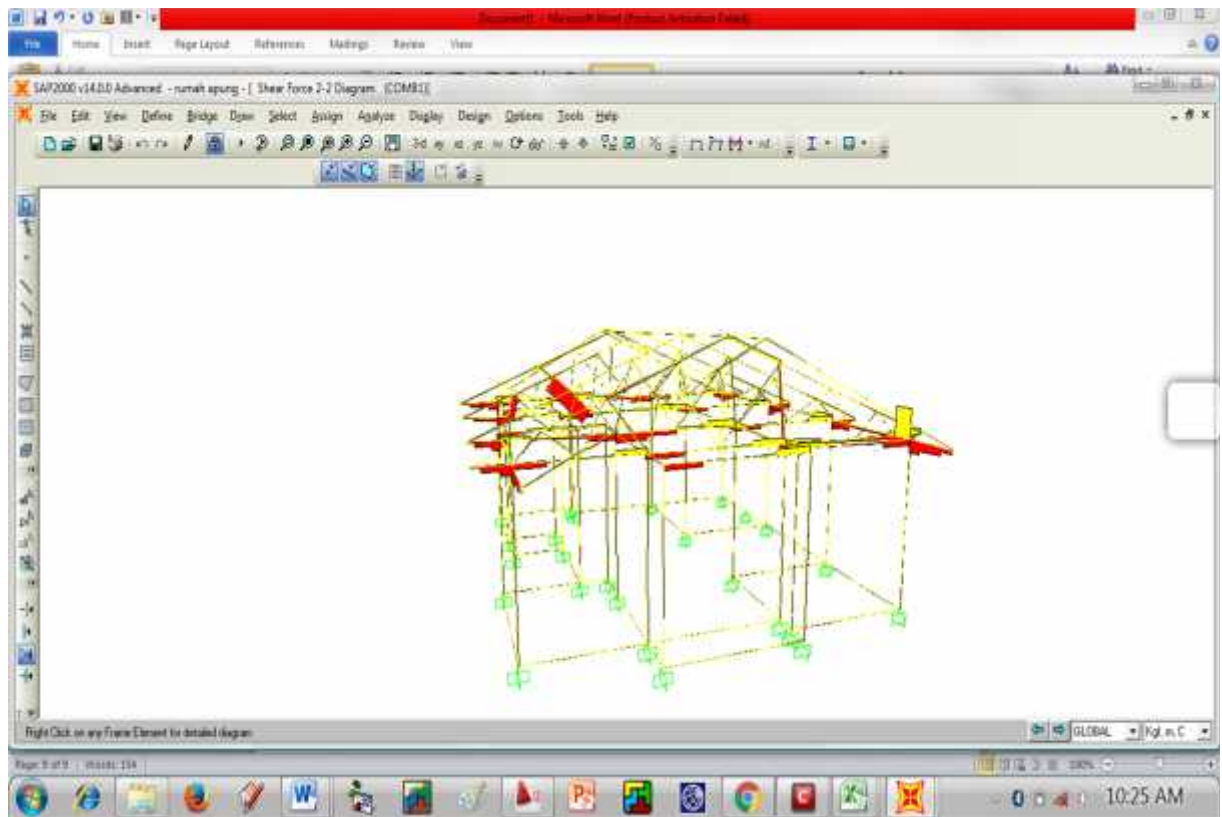 Document1 - Microsoft Word (Product Activation Failed)
File Home Insert Page Layout References Mailings Review View
SAP2000 v14.0.0 Advanced - rumah apung - [ Shear Force 2-2 Diagram (COMB1)]
File Edit View Define Bridge Draw Select Assign Analyze Display Design Options Tools Help
Right Click on any Frame Element for detailed diagram
GLOBAL Kgf, m, C
Page: 9 of 9 Words: 154 100%
10:25 AM